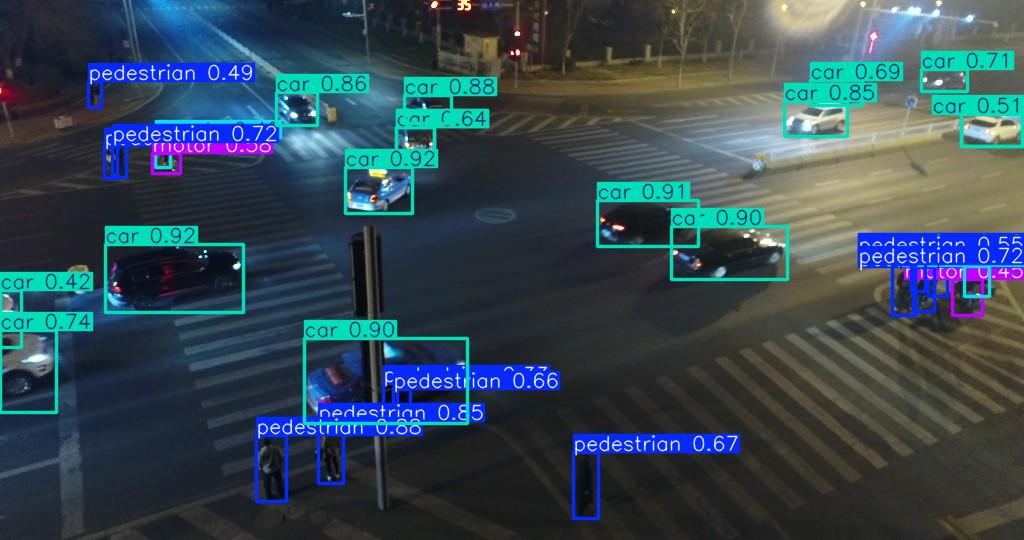 35
pedestrian 0.49
car 0.86
car 0.88
car 0.69
car 0.71
car 0.85
car 0.51
car 0.64
pedestrian 0.72
motor 0.58
car 0.92
car 0.91
car 0.90
car 0.92
pedestrian 0.55
pedestrian 0.72
motor 0.45
car 0.42
car 0.74
car 0.90
pedestrian 0.66
pedestrian 0.85
pedestrian 0.88
pedestrian 0.67